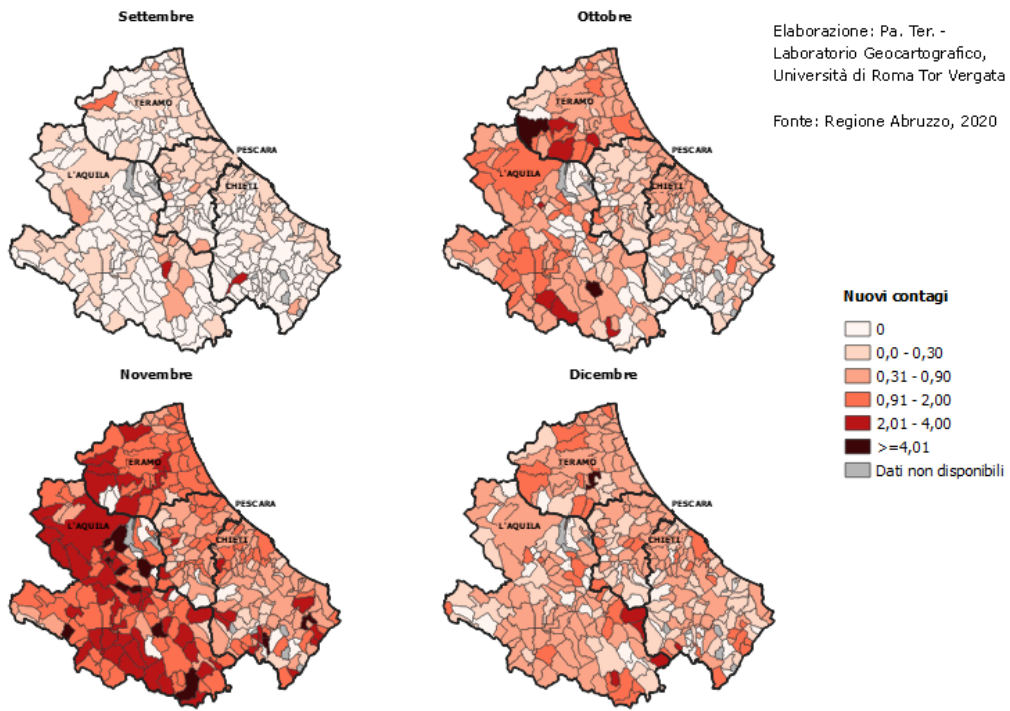 Settembre
TERAMO
PESCARA
L'AQUILA
CHIETI
Ottobre
TERAMO
PESCARA
L'AQUILA
CHIETI
Elaborazione: Pa. Ter. -
Laboratorio Geocartografico,
Università di Roma Tor Vergata
Fonte: Regione Abruzzo, 2020
Novembre
TERAMO
PESCARA
L'AQUILA
CHIETI
Dicembre
TERAMO
PESCARA
L'AQUILA
CHIETI
Nuovi contagi
0
0,0 - 0,30
0,31 - 0,90
0,91 - 2,00
2,01 - 4,00
>=4,01
Dati non disponibili